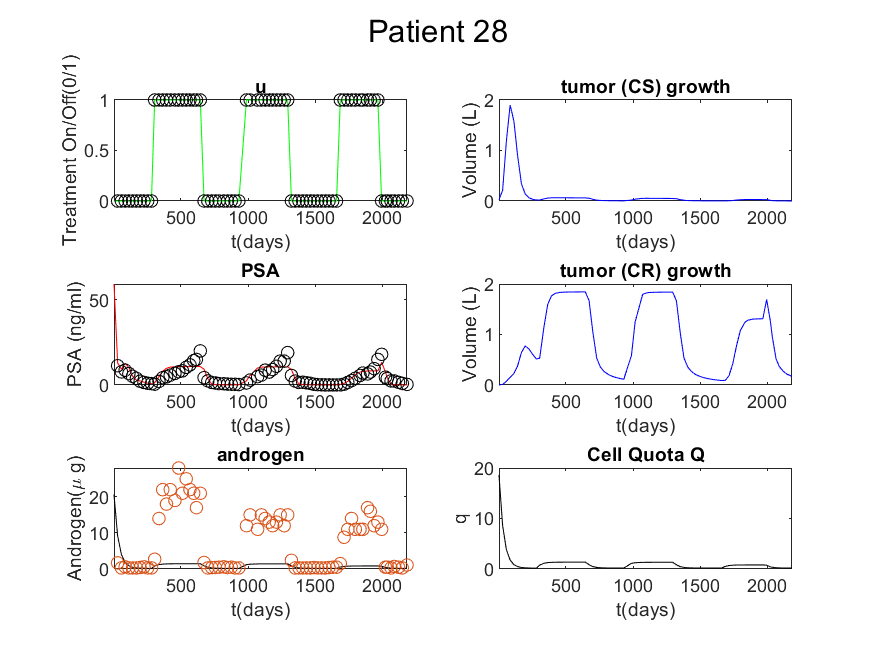 Patient 28
u
Treatment On/Off(0/1)
1
0.5
0
500 1000 1500 2000
t(days)
tumor (CS) growth
Volume (L)
2
1
0
500 1000 1500 2000
t(days)
PSA
PSA (ng/ml)
50
0
500 1000 1500 2000
t(days)
tumor (CR) growth
Volume (L)
2
1
0
500 1000 1500 2000
t(days)
androgen
Androgen(μ g)
20
10
0
500 1000 1500 2000
t(days)
Cell Quota Q
q
20
10
0
500 1000 1500 2000
t(days)